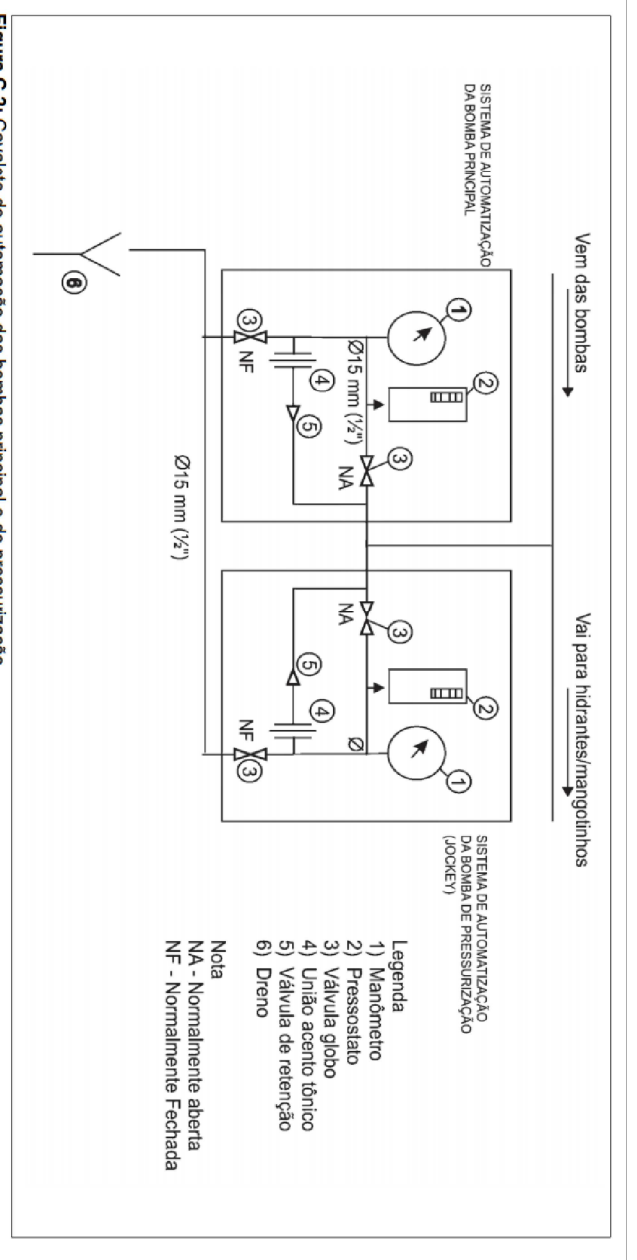 Vem das bombas
Vai para hidrantes/mangotinhos
SISTEMA DE AUTOMATIZAÇÃO
DA BOMBA PRINCIPAL
1
2
3
NA
Ø15 mm (½")
4
5
3
NF
SISTEMA DE AUTOMATIZAÇÃO
DA BOMBA DE PRESSURIZAÇÃO
(JOCKEY)
1
2
3
NA
Ø
4
5
3
NF
Ø15 mm (½")
6
Legenda
1) Manômetro
2) Pressostato
3) Válvula globo
4) União acento tônico
5) Válvula de retenção
6) Dreno
Nota
NA - Normalmente aberta
NF - Normalmente Fechada